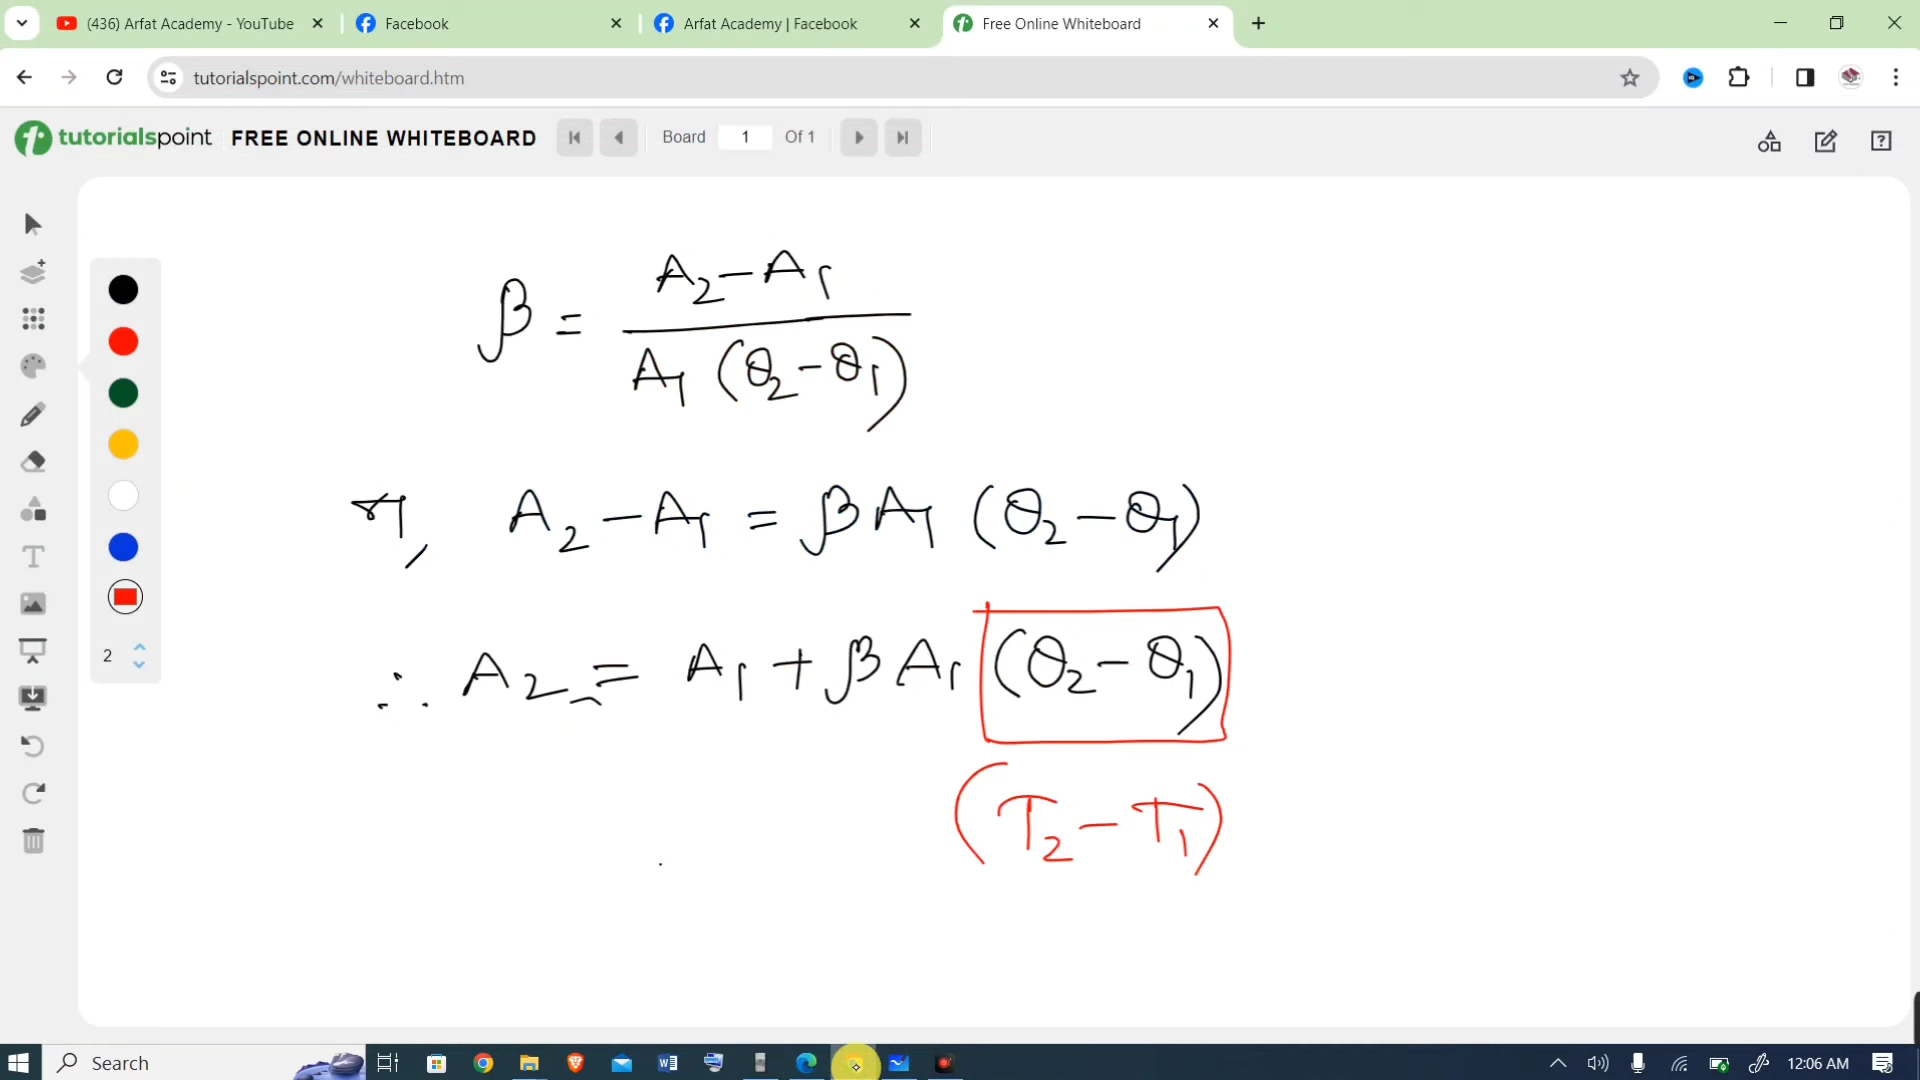 (436) Arfat Academy - YouTube
Facebook
Arfat Academy | Facebook
Free Online Whiteboard
tutorialspoint.com/whiteboard.htm
tutorialspoint FREE ONLINE WHITEBOARD
Board 1 Of 1
β = (A₂ − A₁) / (A₁ (θ₂ − θ₁))
বা, A₂ − A₁ = βA₁ (θ₂ − θ₁)
∴ A₂ = A₁ + βA₁ (θ₂ − θ₁)
(T₂ − T₁)
2
Search
12:06 AM